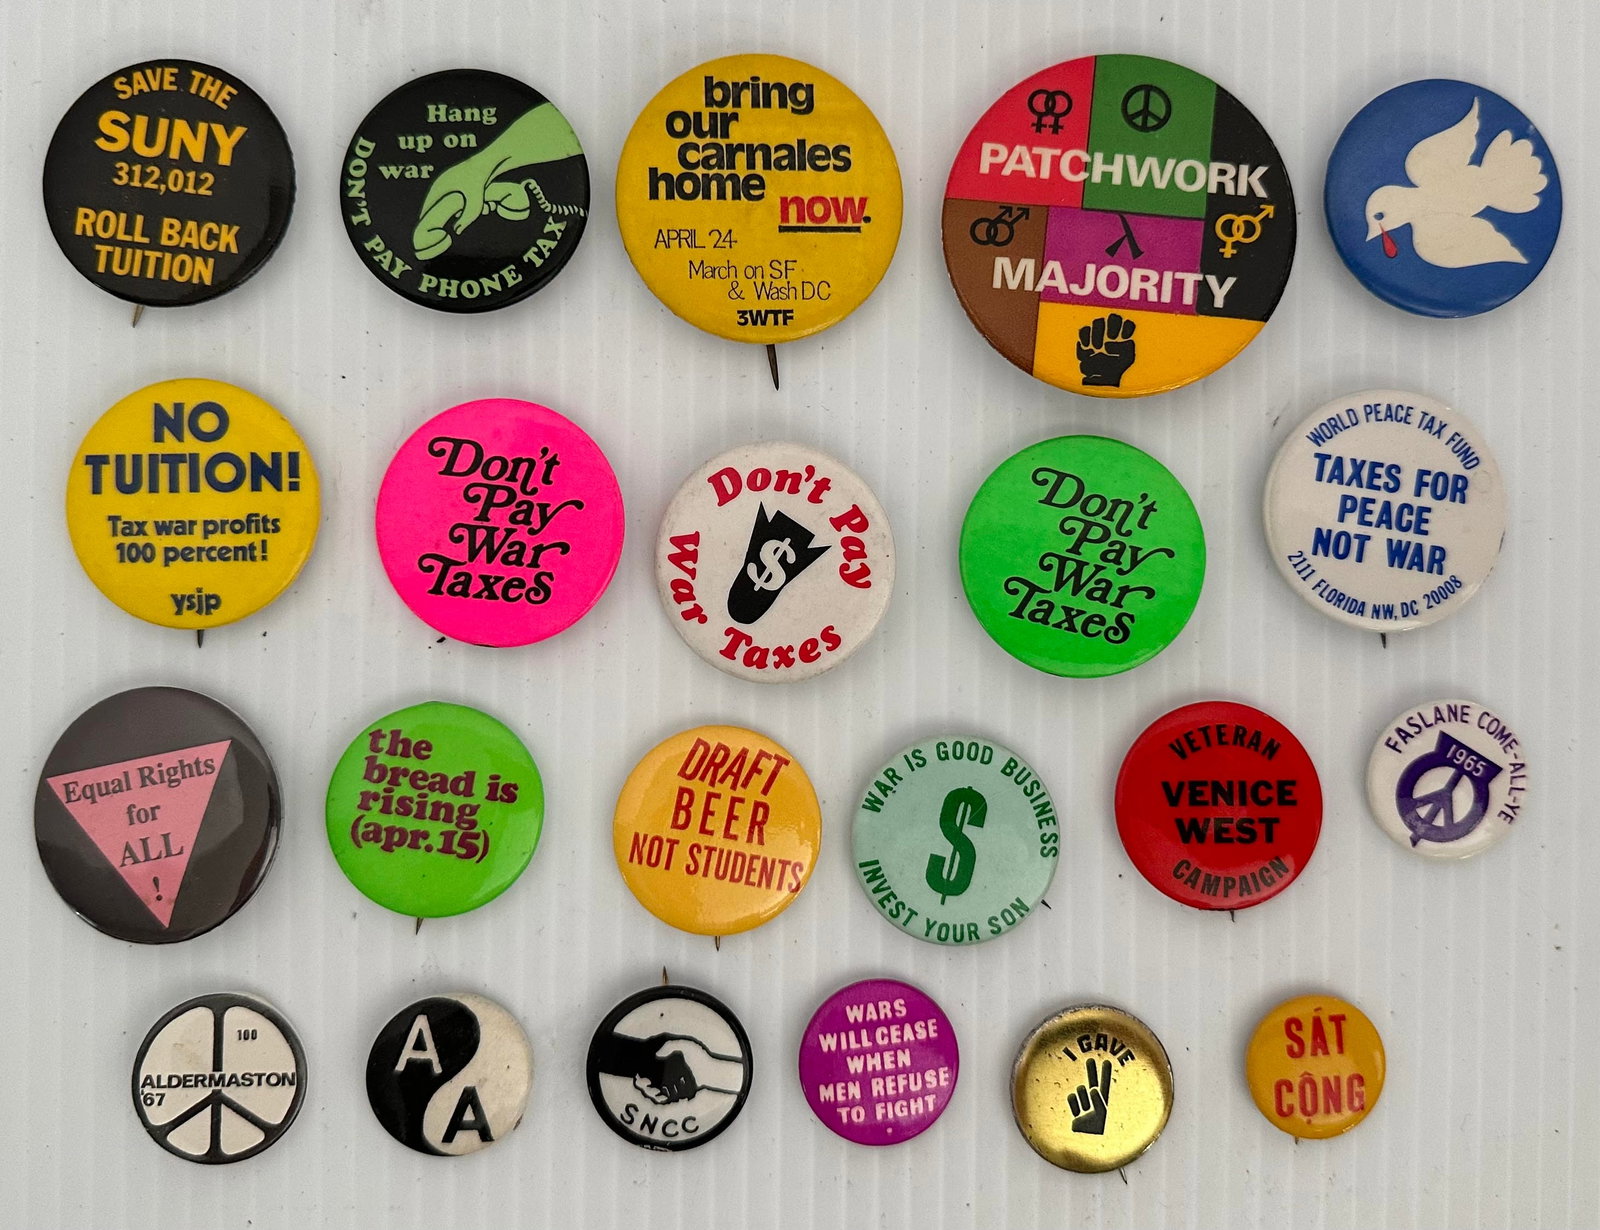 SAVE THE
SUNY
312,012
ROLL BACK
TUITION
Hang
up on
war
DON'T PAY PHONE TAX
bring
our
carnales
home
now.
APRIL 24
March on SF
& Wash DC
3WTF
PATCHWORK
MAJORITY
NO
TUITION!
Tax war profits
100 percent!
ysjp
Don't
Pay
War
Taxes
Don't Pay
War Taxes
$
Don't
Pay
War
Taxes
WORLD PEACE TAX FUND
TAXES FOR
PEACE
NOT WAR
2111 FLORIDA NW, DC 20008
Equal Rights
for
ALL
!
the
bread is
rising
(apr.15)
DRAFT
BEER
NOT STUDENTS
WAR IS GOOD BUSINESS
$
INVEST YOUR SON
VETERAN
VENICE
WEST
CAMPAIGN
FASLANE COME-ALL-YE
1965
100
ALDERMASTON
'67
A
A
SNCC
WARS
WILL CEASE
WHEN
MEN REFUSE
TO FIGHT
I GAVE
SÁT
CỘNG